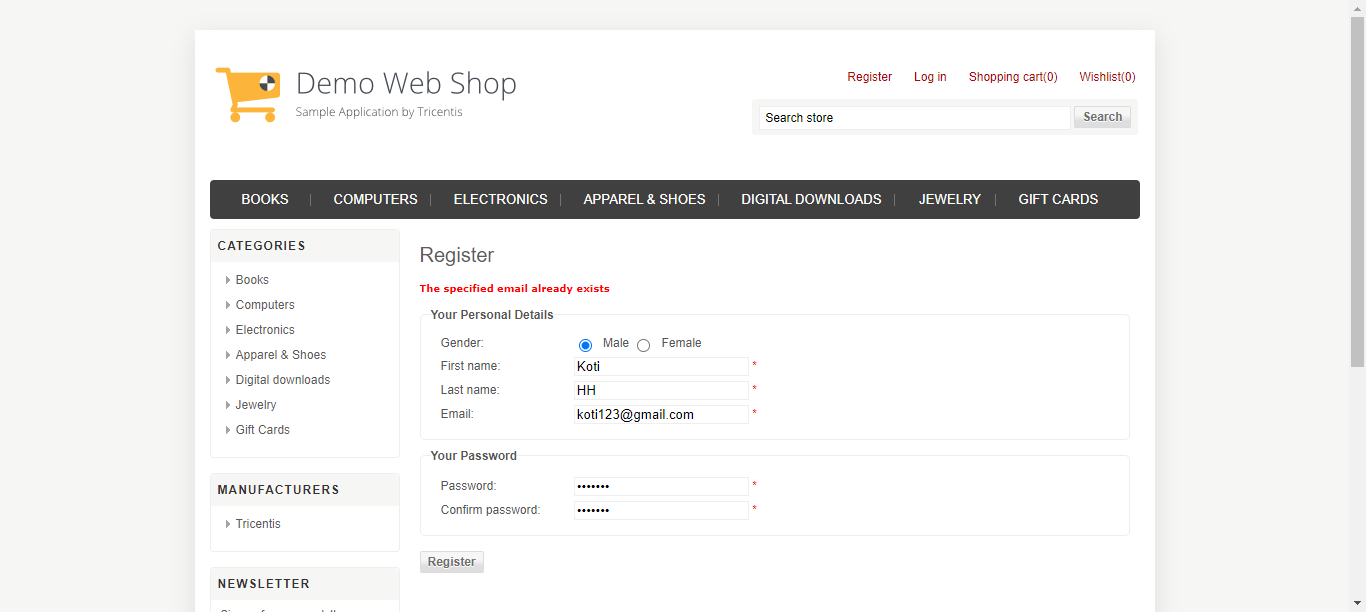 Demo Web Shop
Sample Application by Tricentis
Register Log in Shopping cart(0) Wishlist(0)
Search store Search
BOOKS COMPUTERS ELECTRONICS APPAREL & SHOES DIGITAL DOWNLOADS JEWELRY GIFT CARDS
CATEGORIES
Books
Computers
Electronics
Apparel & Shoes
Digital downloads
Jewelry
Gift Cards
MANUFACTURERS
Tricentis
NEWSLETTER
Register
The specified email already exists
Your Personal Details
Gender: Male Female
First name: Koti *
Last name: HH *
Email: koti123@gmail.com *
Your Password
Password: ••••••• *
Confirm password: ••••••• *
Register